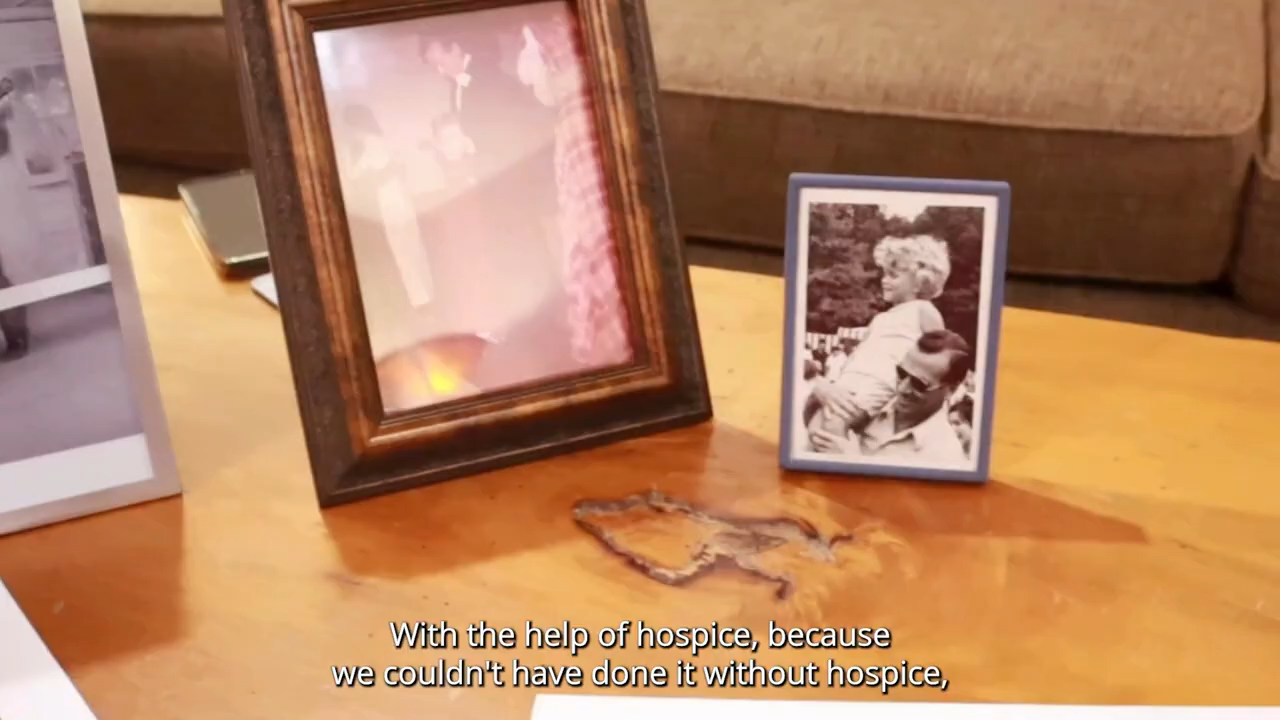 With the help of hospice, because
we couldn't have done it without hospice,